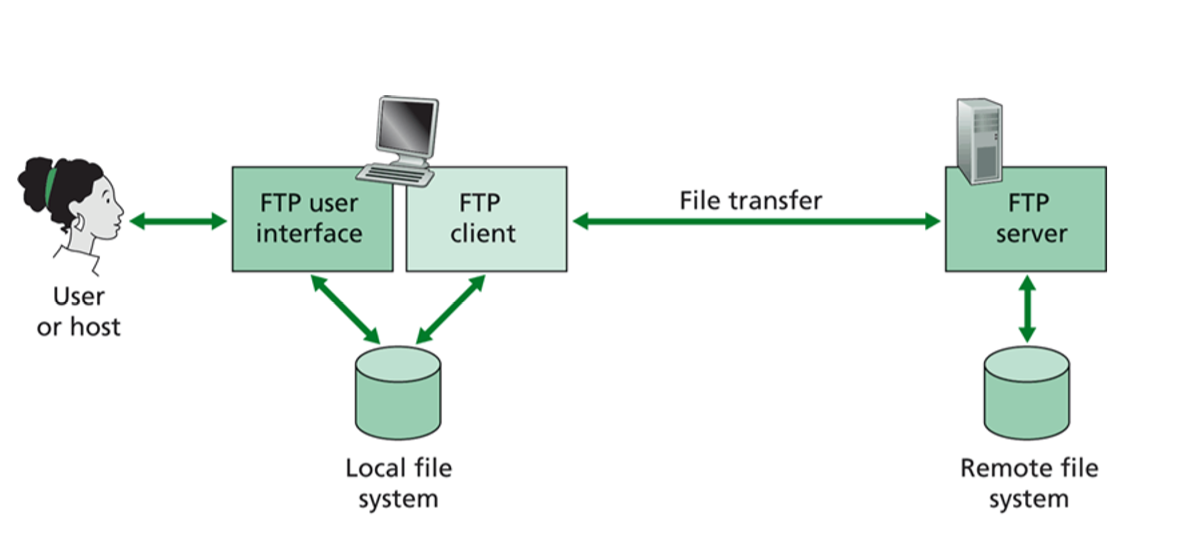 File transfer
FTP user
interface
FTP
client
FTP
server
User
or host
Local file
system
Remote file
system